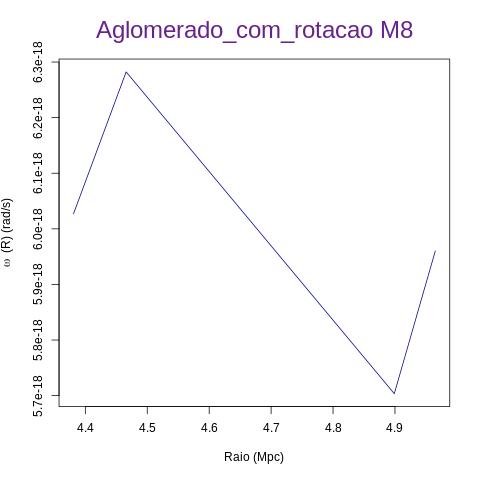 Aglomerado_com_rotacao M8
6.3e-18
6.2e-18
6.1e-18
6.0e-18
5.9e-18
5.8e-18
5.7e-18
ω (R) (rad/s)
4.4 4.5 4.6 4.7 4.8 4.9
Raio (Mpc)